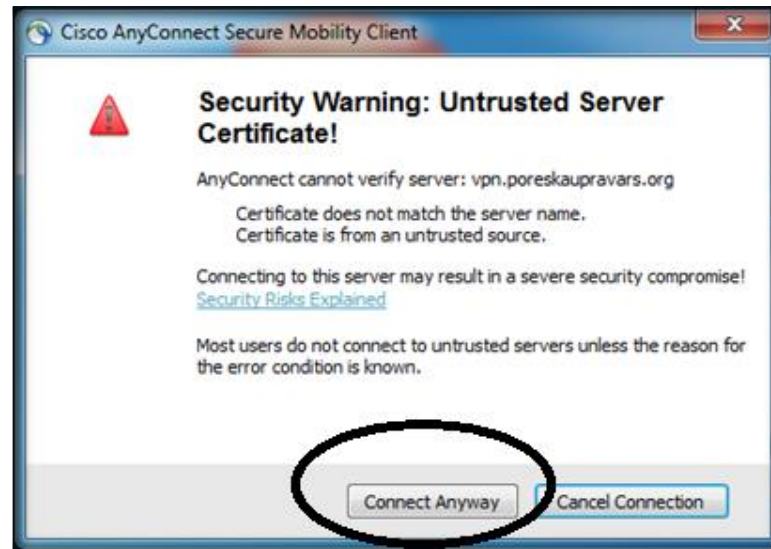 Cisco AnyConnect Secure Mobility Client
Security Warning: Untrusted Server
Certificate!
AnyConnect cannot verify server: vpn.poreskaupravars.org
Certificate does not match the server name.
Certificate is from an untrusted source.
Connecting to this server may result in a severe security compromise!
Security Risks Explained
Most users do not connect to untrusted servers unless the reason for
the error condition is known.
Connect Anyway
Cancel Connection